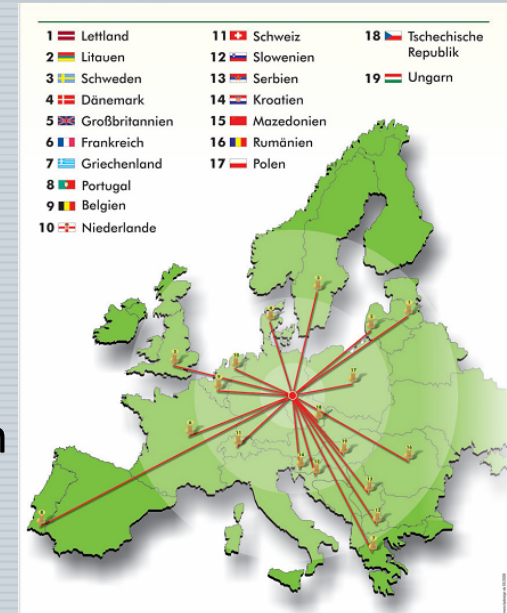 1 Lettland
2 Litauen
3 Schweden
4 Dänemark
5 Großbritannien
6 Frankreich
7 Griechenland
8 Portugal
9 Belgien
10 Niederlande
11 Schweiz
12 Slowenien
13 Serbien
14 Kroatien
15 Mazedonien
16 Rumänien
17 Polen
18 Tschechische
Republik
19 Ungarn
n